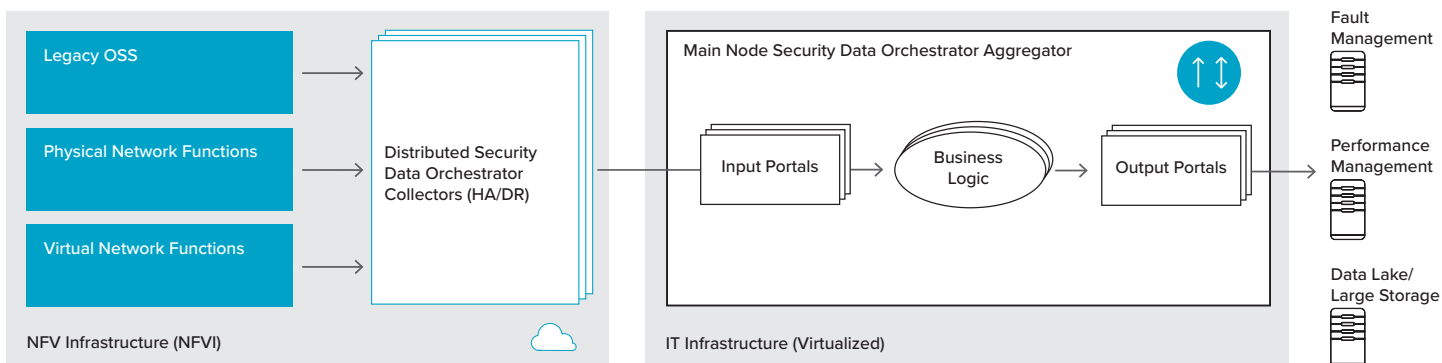 Legacy OSS
Physical Network Functions
Virtual Network Functions
Distributed Security
Data Orchestrator
Collectors (HA/DR)
NFV Infrastructure (NFVI)
Main Node Security Data Orchestrator Aggregator
Input Portals
Business
Logic
Output Portals
IT Infrastructure (Virtualized)
Fault
Management
Performance
Management
Data Lake/
Large Storage